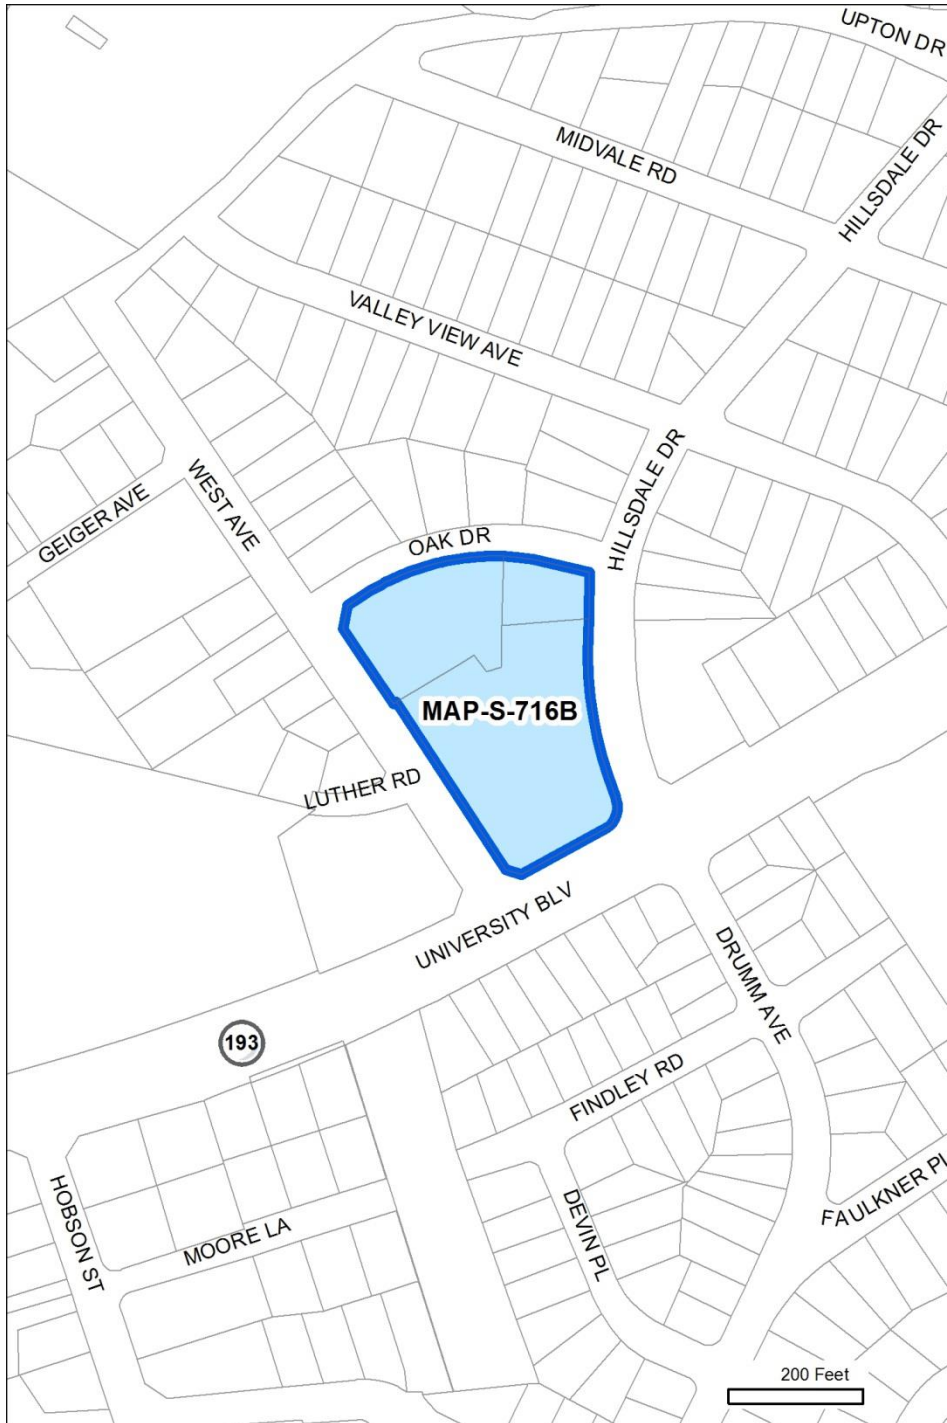 UPTON DR
MIDVALE RD
HILLSDALE DR
VALLEY VIEW AVE
HILLSDALE DR
WEST AVE
GEIGER AVE
OAK DR
MAP-S-716B
LUTHER RD
UNIVERSITY BLV
DRUMM AVE
193
FINDLEY RD
HOBSON ST
MOORE LA
DEVIN PL
FAULKNER PL
200 Feet